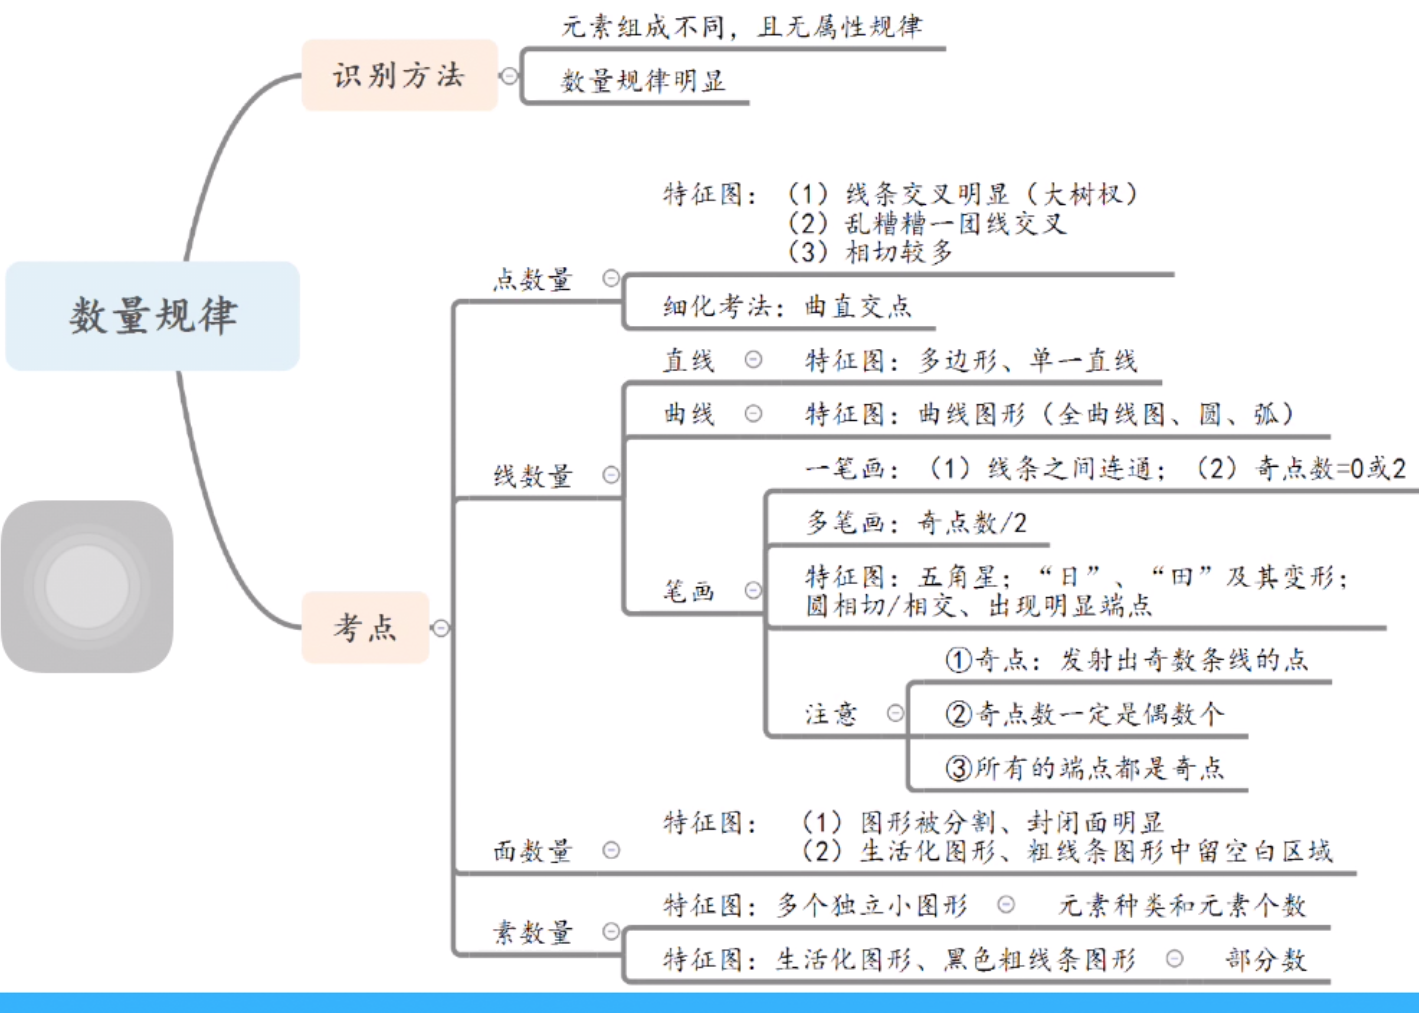 数量规律
识别方法
元素组成不同，且无属性规律
数量规律明显
考点
点数量
特征图：（1）线条交叉明显（大树杈）
（2）乱糟糟一团线交叉
（3）相切较多
细化考法：曲直交点
线数量
直线
特征图：多边形、单一直线
曲线
特征图：曲线图形（全曲线图、圆、弧）
笔画
一笔画：（1）线条之间连通；（2）奇点数=0或2
多笔画：奇点数/2
特征图：五角星；“日”、“田”及其变形；
圆相切/相交、出现明显端点
注意
①奇点：发射出奇数条线的点
②奇点数一定是偶数个
③所有的端点都是奇点
面数量
特征图：（1）图形被分割、封闭面明显
（2）生活化图形、粗线条图形中留空白区域
素数量
特征图：多个独立小图形
元素种类和元素个数
特征图：生活化图形、黑色粗线条图形
部分数